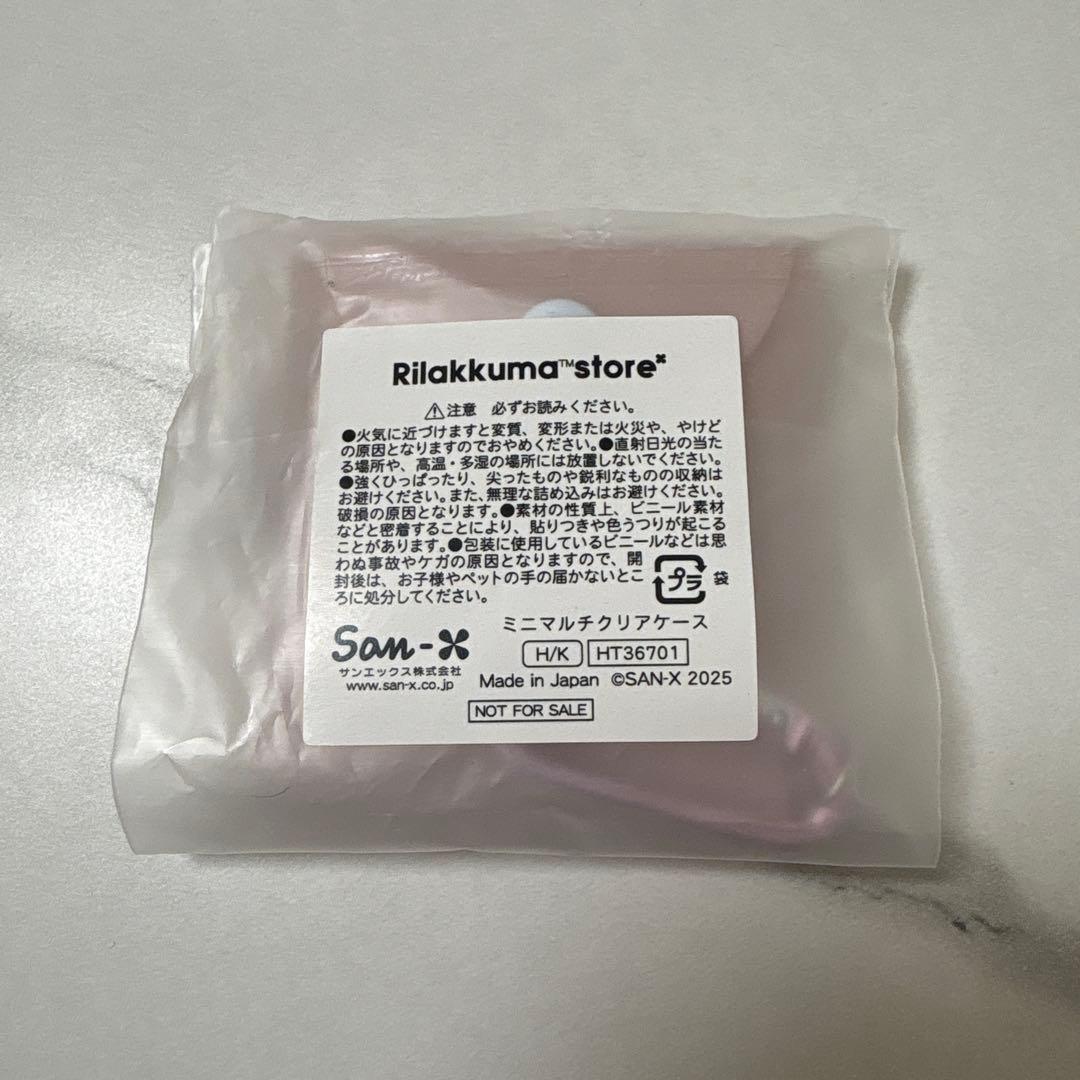 Rilakkuma™store
⚠注意 必ずお読みください。
●火気に近づけますと変質、変形または火災や、やけど
の原因となりますのでおやめください。●直射日光の当た
る場所や、高温・多湿の場所には放置しないでください。
●強くひっぱったり、尖ったものや鋭利なものの収納は
お避けください。また、無理な詰め込みはお避けください。
破損の原因となります。●素材の性質上、ビニール素材
などと密着することにより、貼りつきや色うつりが起こる
ことがあります。●包装に使用しているビニールなどは思
わぬ事故やケガの原因となりますので、開
封後は、お子様やペットの手の届かないとこ
ろに処分してください。
プラ 袋
ミニマルチクリアケース
San-X
H/K HT36701
サンエックス株式会社
www.san-x.co.jp
Made in Japan ©SAN-X 2025
NOT FOR SALE